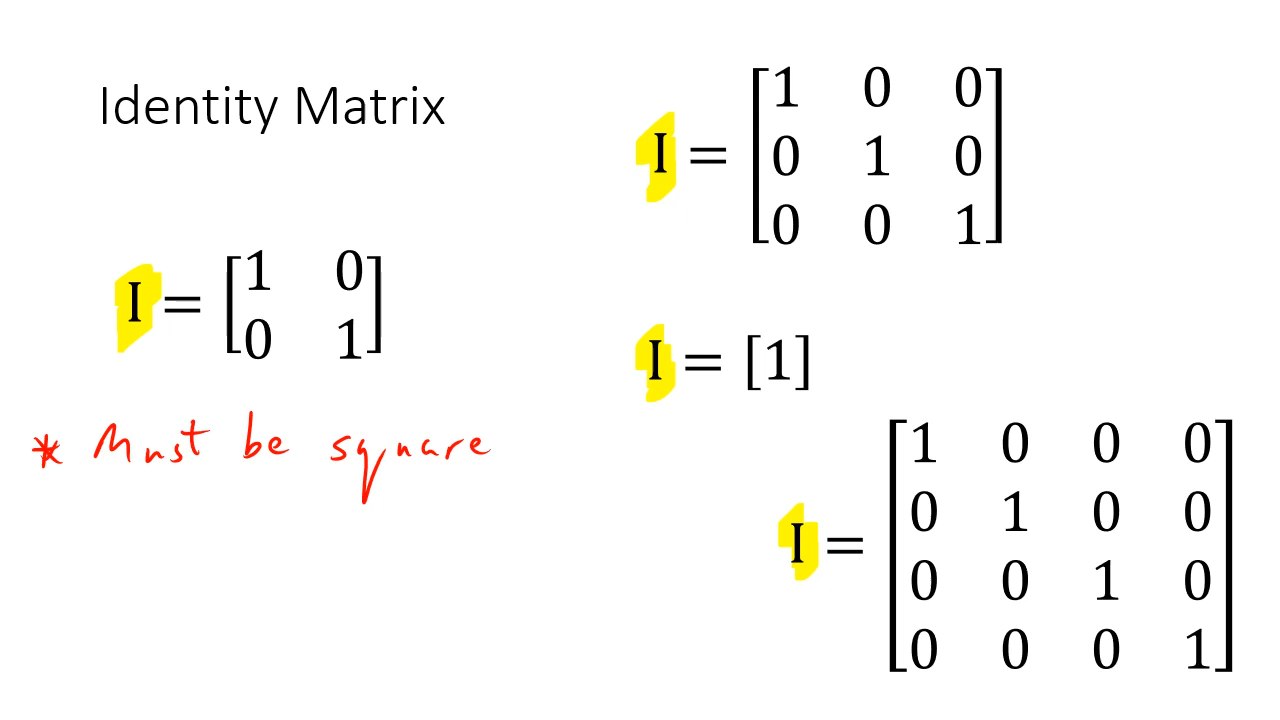 Identity Matrix
I = [1 0
0 1]
* Must be square
I = [1 0 0
0 1 0
0 0 1]
I = [1]
I = [1 0 0 0
0 1 0 0
0 0 1 0
0 0 0 1]